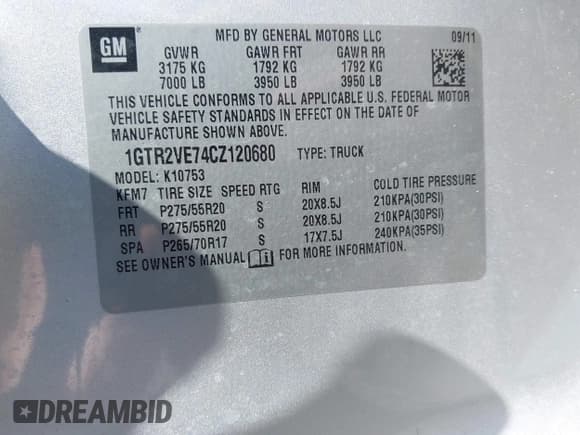 GM
MFD BY GENERAL MOTORS LLC 09/11
GVWR GAWR FRT GAWR RR
3175 KG 1792 KG 1792 KG
7000 LB 3950 LB 3950 LB
THIS VEHICLE CONFORMS TO ALL APPLICABLE U.S. FEDERAL MOTOR
VEHICLE SAFETY STANDARDS IN EFFECT ON THE DATE OF
MANUFACTURE SHOWN ABOVE.
1GTR2VE74CZ120680 TYPE: TRUCK
MODEL: K10753
KFM7 TIRE SIZE SPEED RTG RIM COLD TIRE PRESSURE
FRT P275/55R20 S 20X8.5J 210KPA(30PSI)
RR P275/55R20 S 20X8.5J 210KPA(30PSI)
SPA P265/70R17 S 17X7.5J 240KPA(35PSI)
SEE OWNER'S MANUAL FOR MORE INFORMATION.
DREAMBID